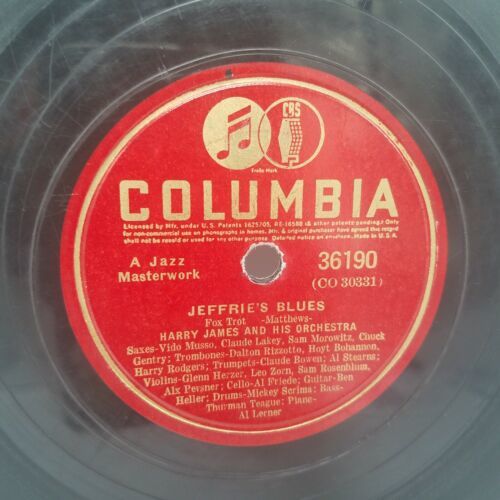 CBS
Trade Mark
COLUMBIA
Licensed by Mfr. under U.S. Patents 1625705, RE-16588 (& other patents pending) Only
for non-commercial use on phonographs in homes. Mfr. & original purchaser have agreed this record
shall not be resold or used for any other purpose. Detailed notice on envelope. Made in U.S.A.
A Jazz
Masterwork
36190
(CO 30331)
JEFFRIE'S BLUES
Fox Trot -Matthews-
HARRY JAMES AND HIS ORCHESTRA
Saxes-Vido Musso, Claude Lakey, Sam Morowitz, Chuck
Gentry; Trombones-Dalton Rizzotto, Hoyt Bohannon,
Harry Rodgers; Trumpets-Claude Bowen; Al Stearns;
Violins-Glenn Herzer, Leo Zorn, Sam Rosenblum,
Alx Pevsner; Cello-Al Friede; Guitar-Ben
Heller; Drums-Mickey Scrima; Bass-
Thurman Teague; Piano-
Al Lerner